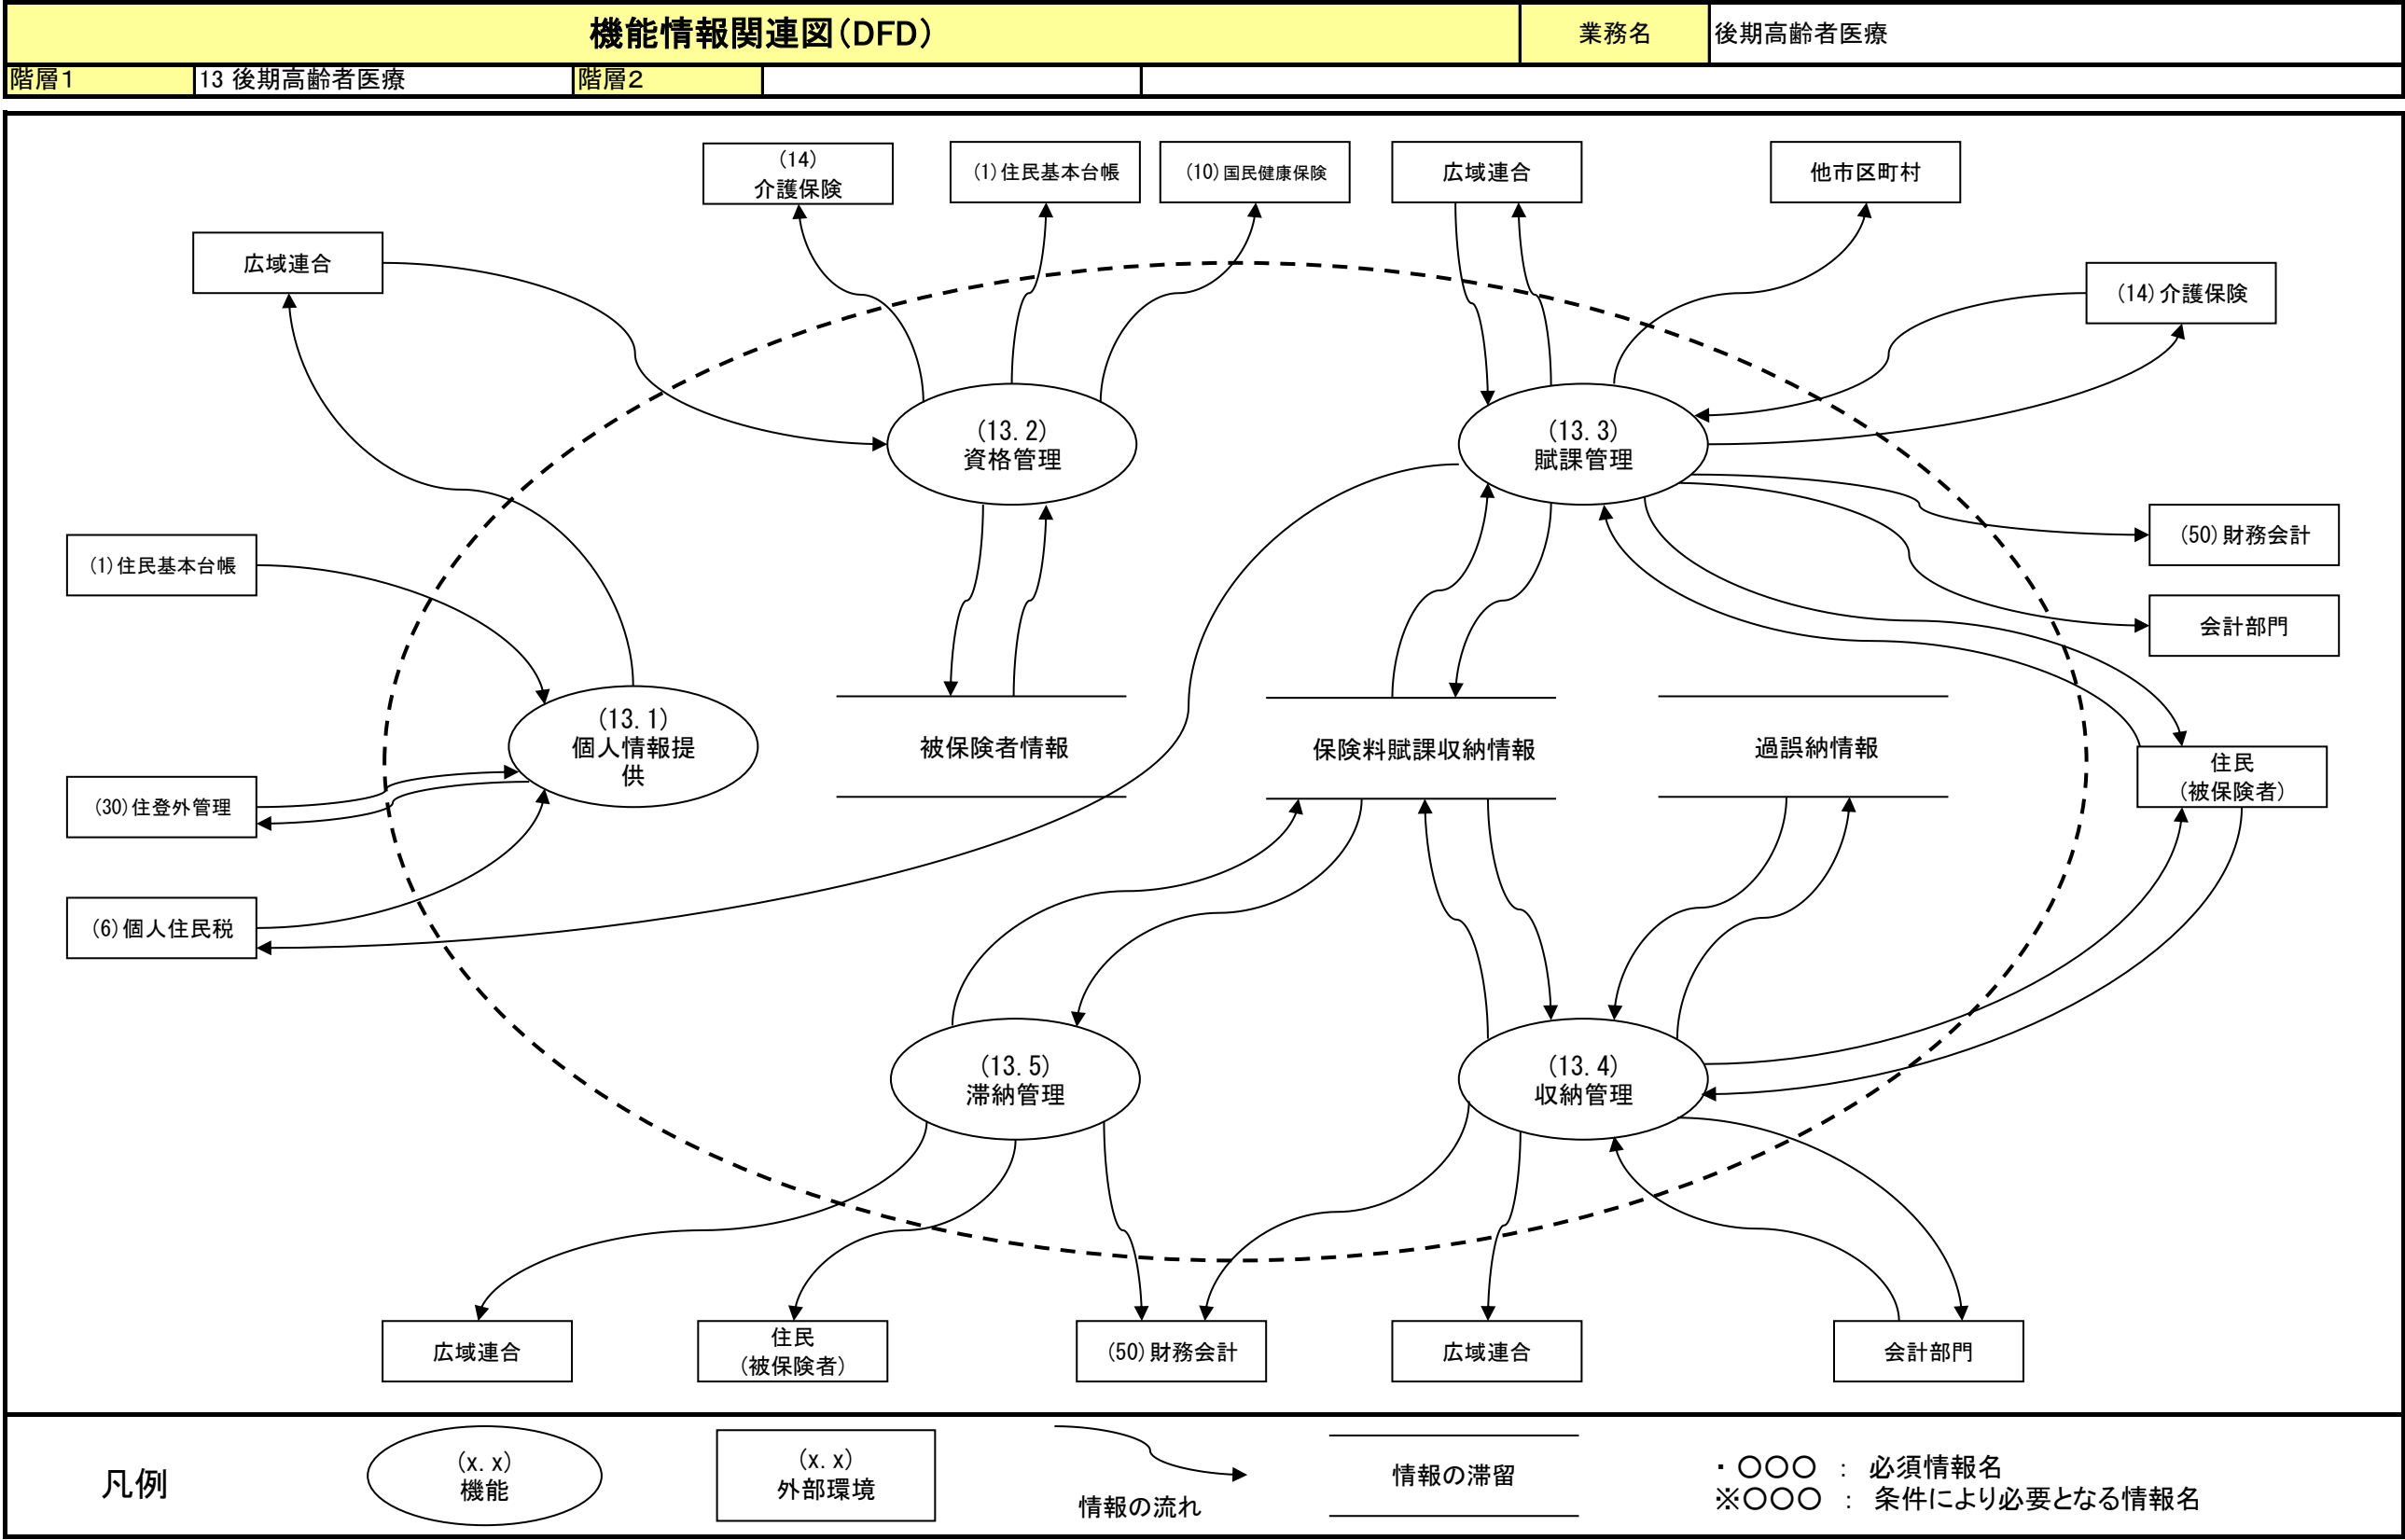 機能情報関連図(DFD)
業務名
後期高齢者医療
階層1
13 後期高齢者医療
階層2
(14)
介護保険
(1)住民基本台帳
(10)国民健康保険
広域連合
他市区町村
広域連合
(14)介護保険
(13.2)
資格管理
(13.3)
賦課管理
(50)財務会計
(1)住民基本台帳
会計部門
(13.1)
個人情報提
供
被保険者情報
保険料賦課収納情報
過誤納情報
住民
(被保険者)
(30)住登外管理
(6)個人住民税
(13.5)
滞納管理
(13.4)
収納管理
広域連合
住民
(被保険者)
(50)財務会計
広域連合
会計部門
凡例
(x.x)
機能
(x.x)
外部環境
情報の流れ
情報の滞留
・〇〇〇 : 必須情報名
※〇〇〇 : 条件により必要となる情報名